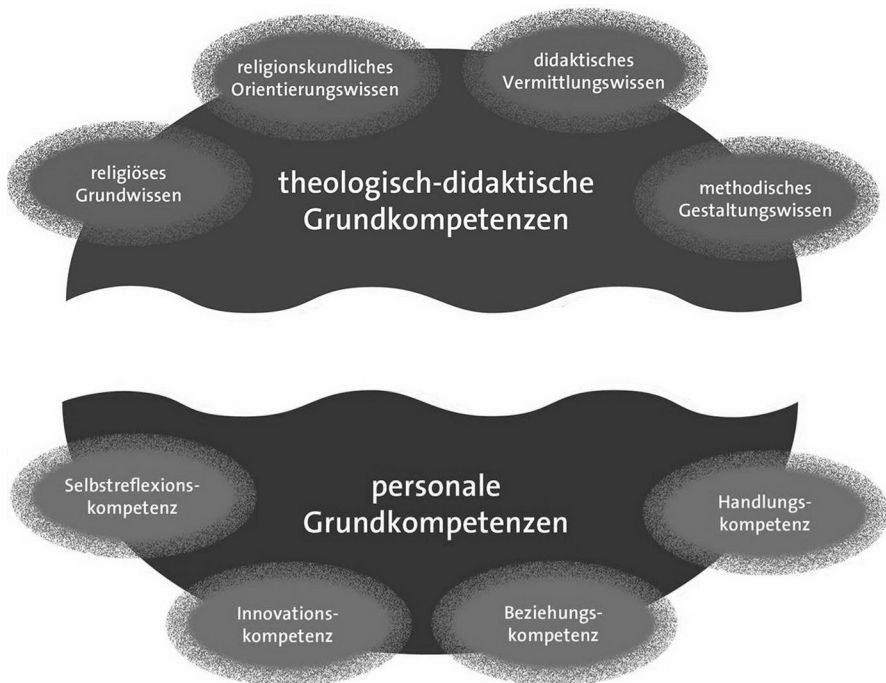 religionskundliches
Orientierungswissen
didaktisches
Vermittlungswissen
religiöses
Grundwissen
theologisch-didaktische
Grundkompetenzen
methodisches
Gestaltungswissen
Selbstreflexions-
kompetenz
personale
Grundkompetenzen
Handlungs-
kompetenz
Innovations-
kompetenz
Beziehungs-
kompetenz